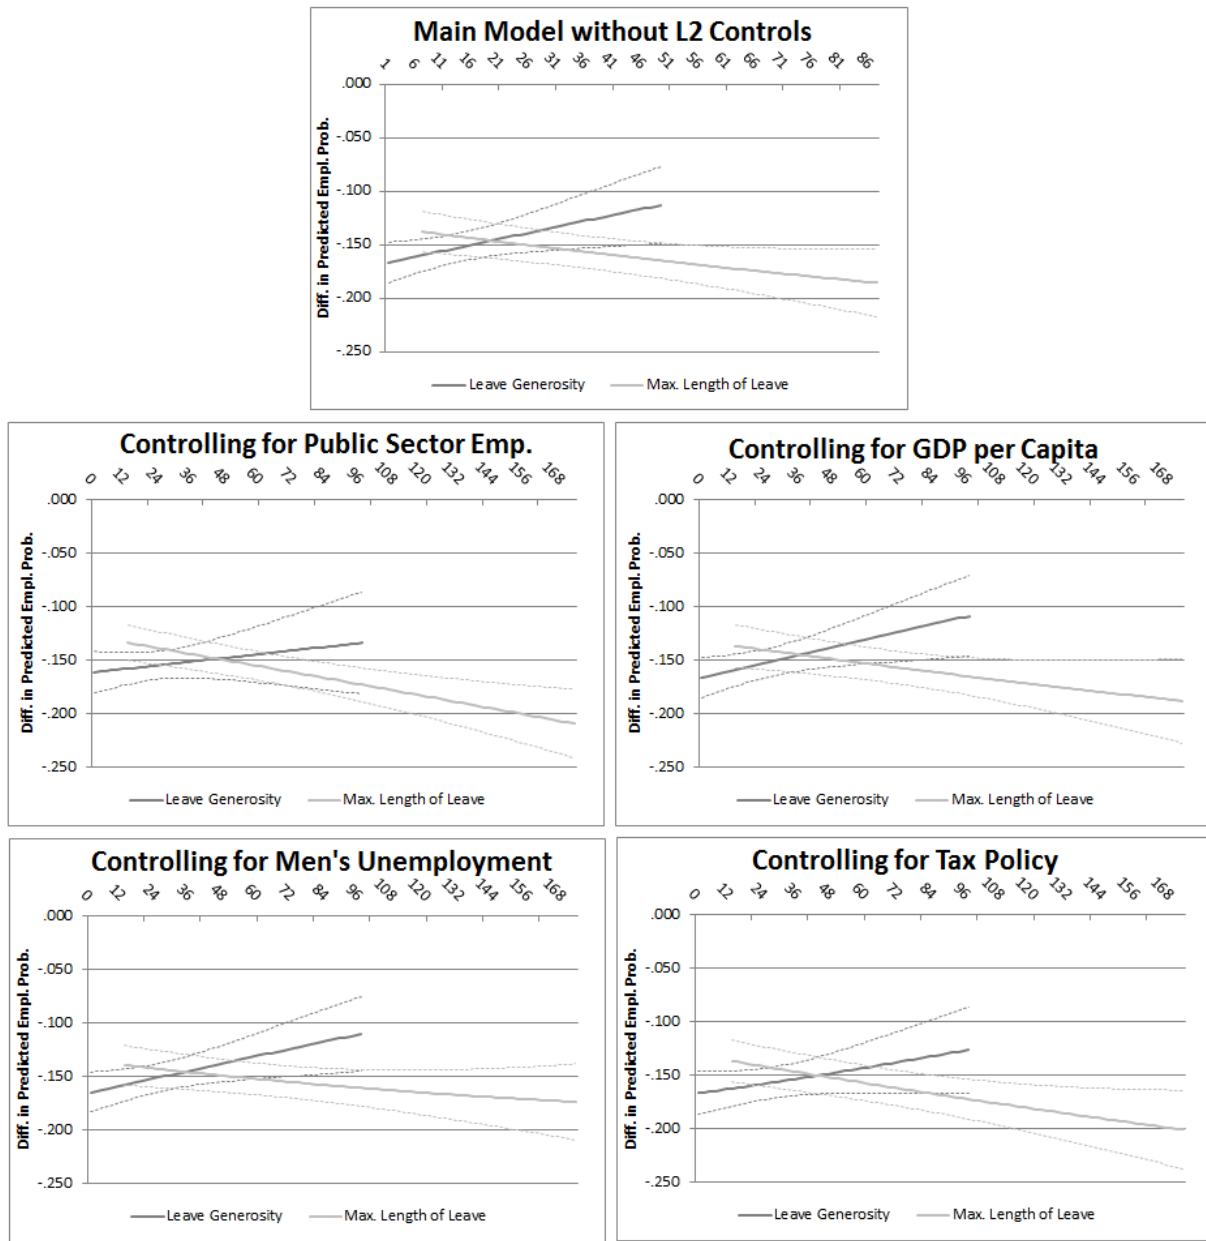 Main Model without L2 Controls
1 6 11 16 21 26 31 36 41 46 51 56 61 66 71 76 81 86
Diff. in Predicted Empl. Prob.
.000
-.050
-.100
-.150
-.200
-.250
Leave Generosity Max. Length of Leave
Controlling for Public Sector Emp.
0 12 24 36 48 60 72 84 96 108 120 132 144 156 168
Diff. in Predicted Empl. Prob.
.000
-.050
-.100
-.150
-.200
-.250
Leave Generosity Max. Length of Leave
Controlling for GDP per Capita
0 12 24 36 48 60 72 84 96 108 120 132 144 156 168
Diff. in Predicted Empl. Prob.
.000
-.050
-.100
-.150
-.200
-.250
Leave Generosity Max. Length of Leave
Controlling for Men's Unemployment
0 12 24 36 48 60 72 84 96 108 120 132 144 156 168
Diff. in Predicted Empl. Prob.
.000
-.050
-.100
-.150
-.200
-.250
Leave Generosity Max. Length of Leave
Controlling for Tax Policy
0 12 24 36 48 60 72 84 96 108 120 132 144 156 168
Diff. in Predicted Empl. Prob.
.000
-.050
-.100
-.150
-.200
-.250
Leave Generosity Max. Length of Leave